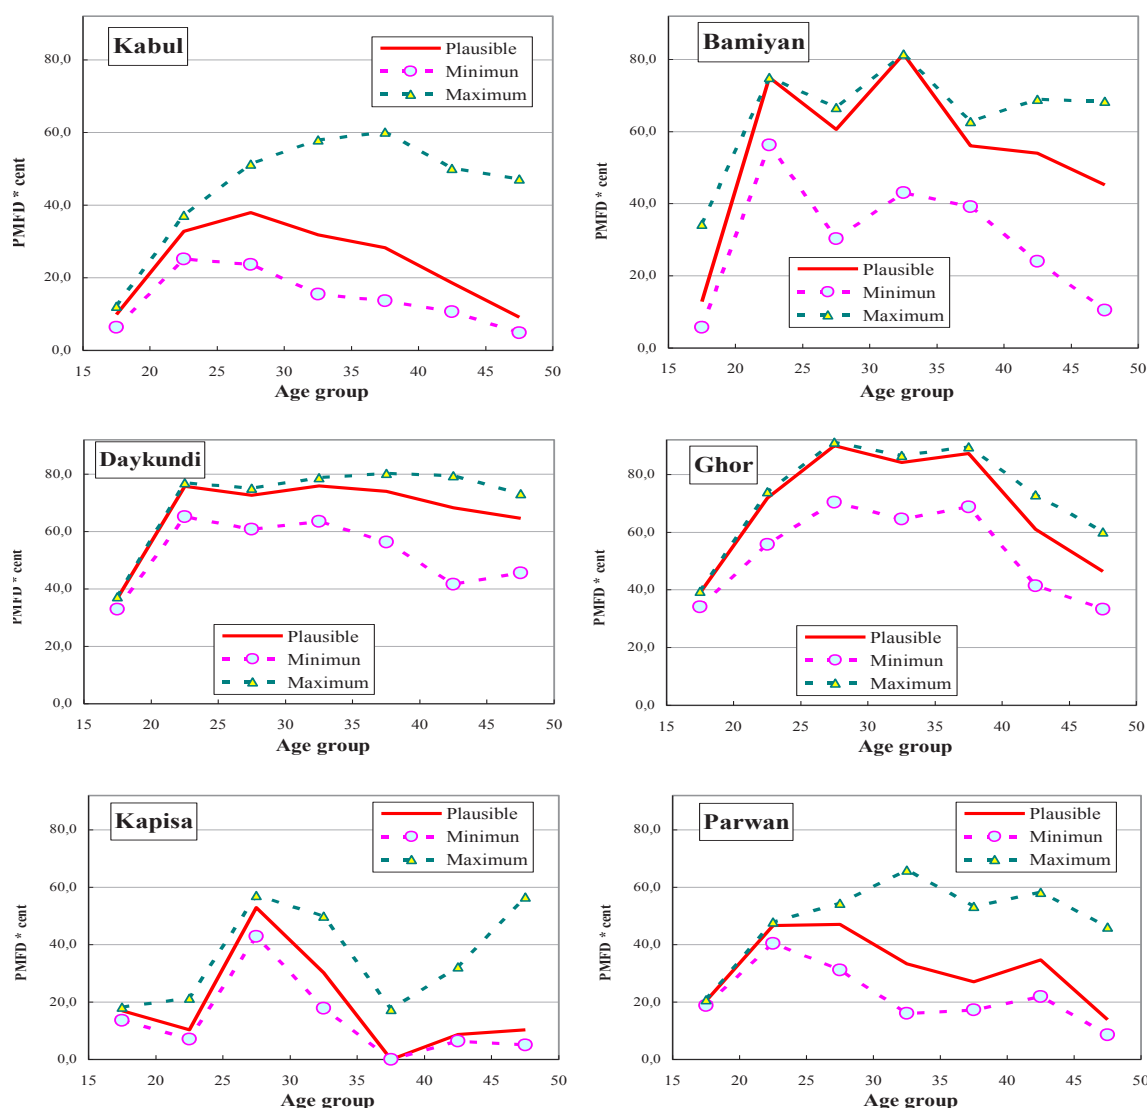 Kabul
Plausible
Minimun
Maximum
PMFD * cent
80,0
60,0
40,0
20,0
0,0
15 20 25 30 35 40 45 50
Age group
Bamiyan
Plausible
Minimun
Maximum
PMFD * cent
80,0
60,0
40,0
20,0
0,0
15 20 25 30 35 40 45 50
Age group
Daykundi
Plausible
Minimun
Maximum
PMFD * cent
80,0
60,0
40,0
20,0
0,0
15 20 25 30 35 40 45 50
Age group
Ghor
Plausible
Minimun
Maximum
PMFD * cent
80,0
60,0
40,0
20,0
0,0
15 20 25 30 35 40 45 50
Age group
Kapisa
Plausible
Minimun
Maximum
PMFD * cent
80,0
60,0
40,0
20,0
0,0
15 20 25 30 35 40 45 50
Age group
Parwan
Plausible
Minimun
Maximum
PMFD * cent
80,0
60,0
40,0
20,0
0,0
15 20 25 30 35 40 45 50
Age group